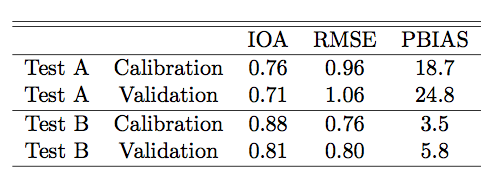 IOA RMSE PBIAS
Test A Calibration 0.76 0.96 18.7
Test A Validation 0.71 1.06 24.8
Test B Calibration 0.88 0.76 3.5
Test B Validation 0.81 0.80 5.8